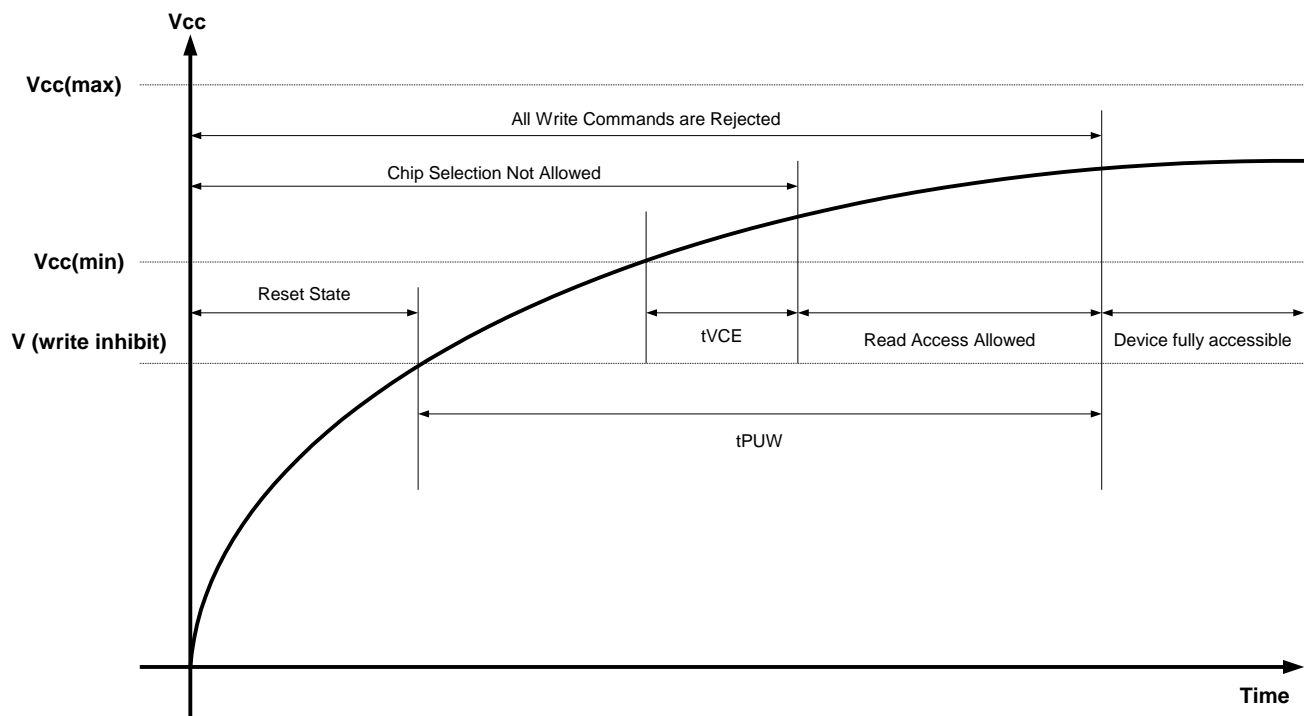 Vcc
Vcc(max)
All Write Commands are Rejected
Chip Selection Not Allowed
Vcc(min)
Reset State
V (write inhibit)
tVCE
Read Access Allowed
Device fully accessible
tPUW
Time